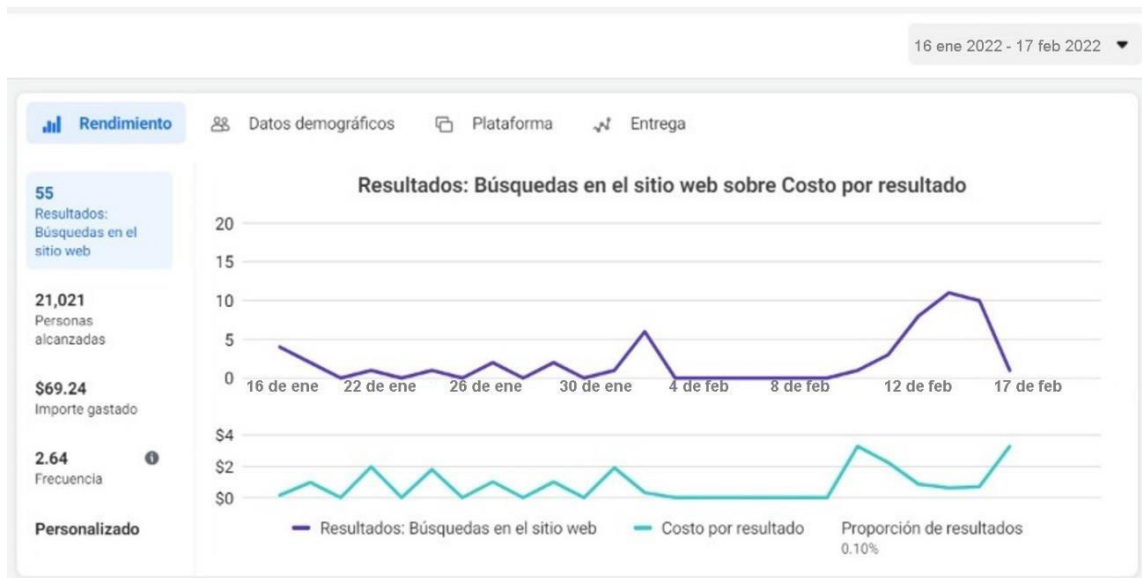 16 ene 2022 - 17 feb 2022
Rendimiento
Datos demográficos
Plataforma
Entrega
55
Resultados:
Búsquedas en el
sitio web
21,021
Personas
alcanzadas
$69.24
Importe gastado
2.64
Frecuencia
Personalizado
Resultados: Búsquedas en el sitio web sobre Costo por resultado
20
15
10
5
0
16 de ene 22 de ene 26 de ene 30 de ene 4 de feb 8 de feb 12 de feb 17 de feb
$4
$2
$0
Resultados: Búsquedas en el sitio web
Costo por resultado
Proporción de resultados
0.10%